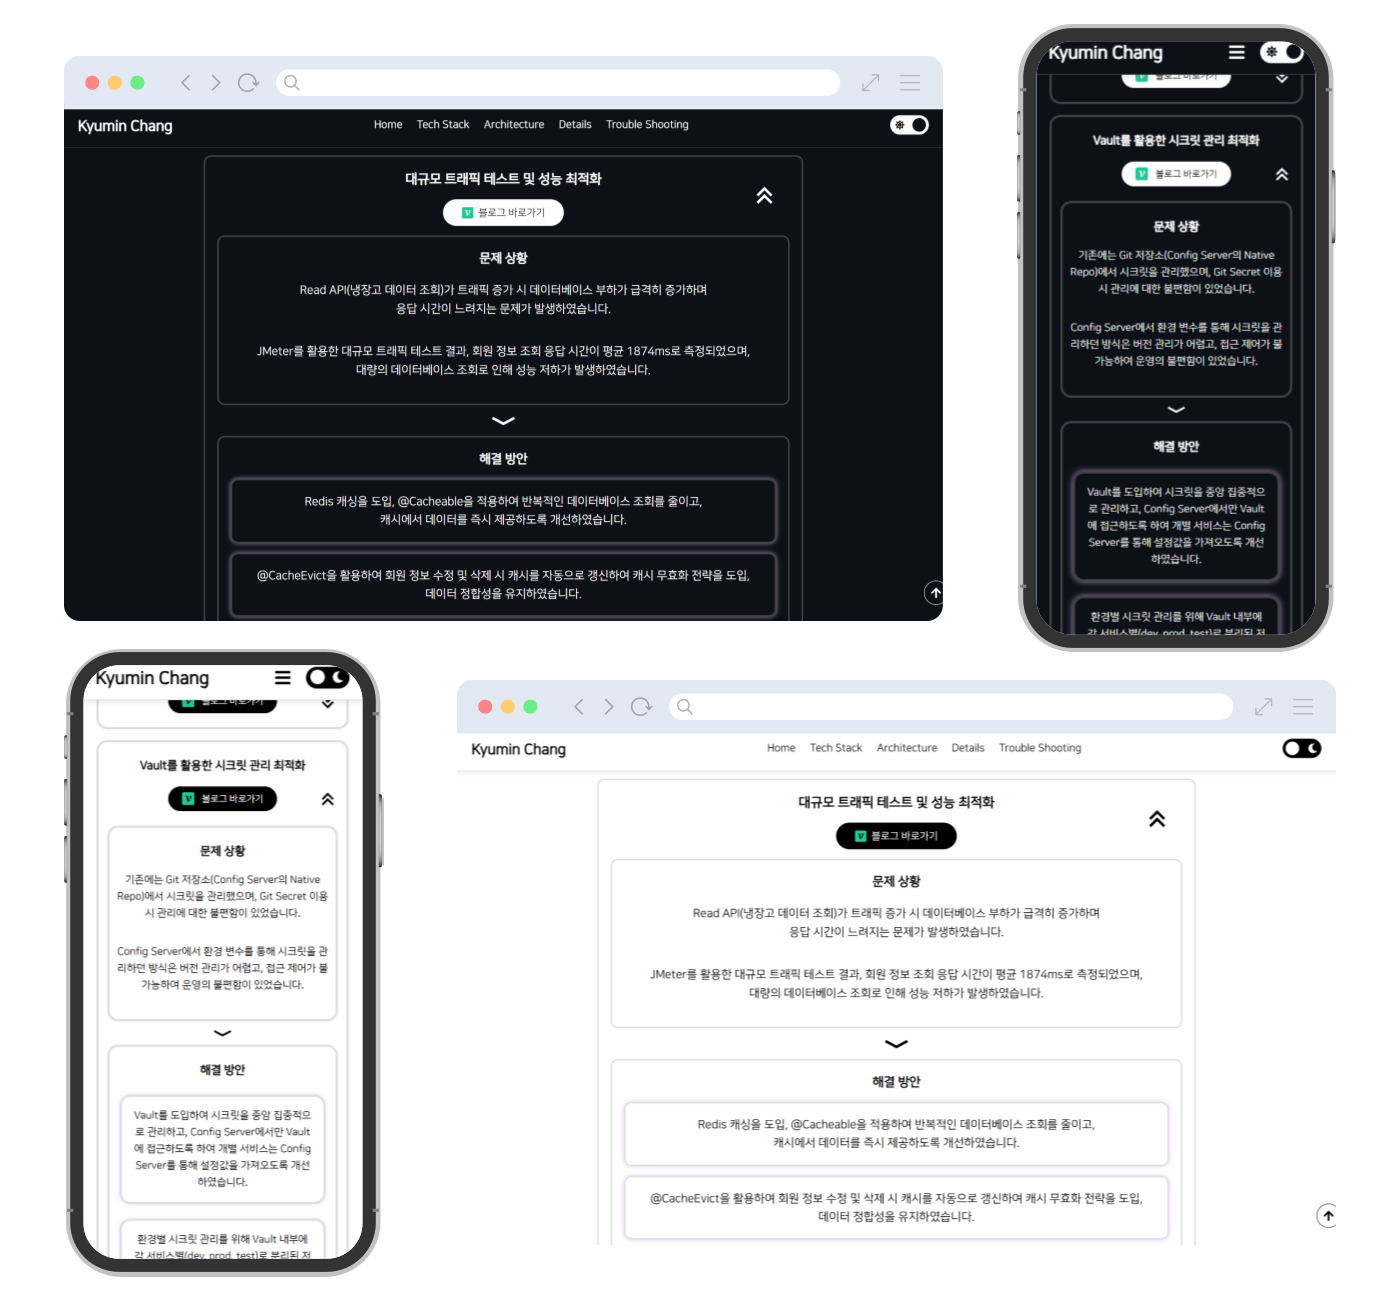 Kyumin Chang
Home Tech Stack Architecture Details Trouble Shooting
대규모 트래픽 테스트 및 성능 최적화
블로그 바로가기
문제 상황
Read API(냉장고 데이터 조회)가 트래픽 증가 시 데이터베이스 부하가 급격히 증가하며
응답 시간이 느려지는 문제가 발생하였습니다.
JMeter를 활용한 대규모 트래픽 테스트 결과, 회원 정보 조회 응답 시간이 평균 1874ms로 측정되었으며,
대량의 데이터베이스 조회로 인해 성능 저하가 발생하였습니다.
해결 방안
Redis 캐싱을 도입, @Cacheable을 적용하여 반복적인 데이터베이스 조회를 줄이고,
캐시에서 데이터를 즉시 제공하도록 개선하였습니다.
@CacheEvict을 활용하여 회원 정보 수정 및 삭제 시 캐시를 자동으로 갱신하여 캐시 무효화 전략을 도입,
데이터 정합성을 유지하였습니다.
Kyumin Chang
블로그 바로가기
Vault를 활용한 시크릿 관리 최적화
블로그 바로가기
문제 상황
기존에는 Git 저장소(Config Server의 Native
Repo)에서 시크릿을 관리했으며, Git Secret 이용
시 관리에 대한 불편함이 있었습니다.
Config Server에서 환경 변수를 통해 시크릿을 관
리하던 방식은 버전 관리가 어렵고, 접근 제어가 불
가능하여 운영의 불편함이 있었습니다.
해결 방안
Vault를 도입하여 시크릿을 중앙 집중적으
로 관리하고, Config Server에서만 Vault
에 접근하도록 하여 개별 서비스는 Config
Server를 통해 설정값을 가져오도록 개선
하였습니다.
환경별 시크릿 관리를 위해 Vault 내부에
각 서비스별(dev, prod, test)로 분리된 저
Kyumin Chang
블로그 바로가기
Vault를 활용한 시크릿 관리 최적화
블로그 바로가기
문제 상황
기존에는 Git 저장소(Config Server의 Native
Repo)에서 시크릿을 관리했으며, Git Secret 이용
시 관리에 대한 불편함이 있었습니다.
Config Server에서 환경 변수를 통해 시크릿을 관
리하던 방식은 버전 관리가 어렵고, 접근 제어가 불
가능하여 운영의 불편함이 있었습니다.
해결 방안
Vault를 도입하여 시크릿을 중앙 집중적으
로 관리하고, Config Server에서만 Vault
에 접근하도록 하여 개별 서비스는 Config
Server를 통해 설정값을 가져오도록 개선
하였습니다.
환경별 시크릿 관리를 위해 Vault 내부에
각 서비스별(dev, prod, test)로 분리된 저
Kyumin Chang
Home Tech Stack Architecture Details Trouble Shooting
대규모 트래픽 테스트 및 성능 최적화
블로그 바로가기
문제 상황
Read API(냉장고 데이터 조회)가 트래픽 증가 시 데이터베이스 부하가 급격히 증가하며
응답 시간이 느려지는 문제가 발생하였습니다.
JMeter를 활용한 대규모 트래픽 테스트 결과, 회원 정보 조회 응답 시간이 평균 1874ms로 측정되었으며,
대량의 데이터베이스 조회로 인해 성능 저하가 발생하였습니다.
해결 방안
Redis 캐싱을 도입, @Cacheable을 적용하여 반복적인 데이터베이스 조회를 줄이고,
캐시에서 데이터를 즉시 제공하도록 개선하였습니다.
@CacheEvict을 활용하여 회원 정보 수정 및 삭제 시 캐시를 자동으로 갱신하여 캐시 무효화 전략을 도입,
데이터 정합성을 유지하였습니다.